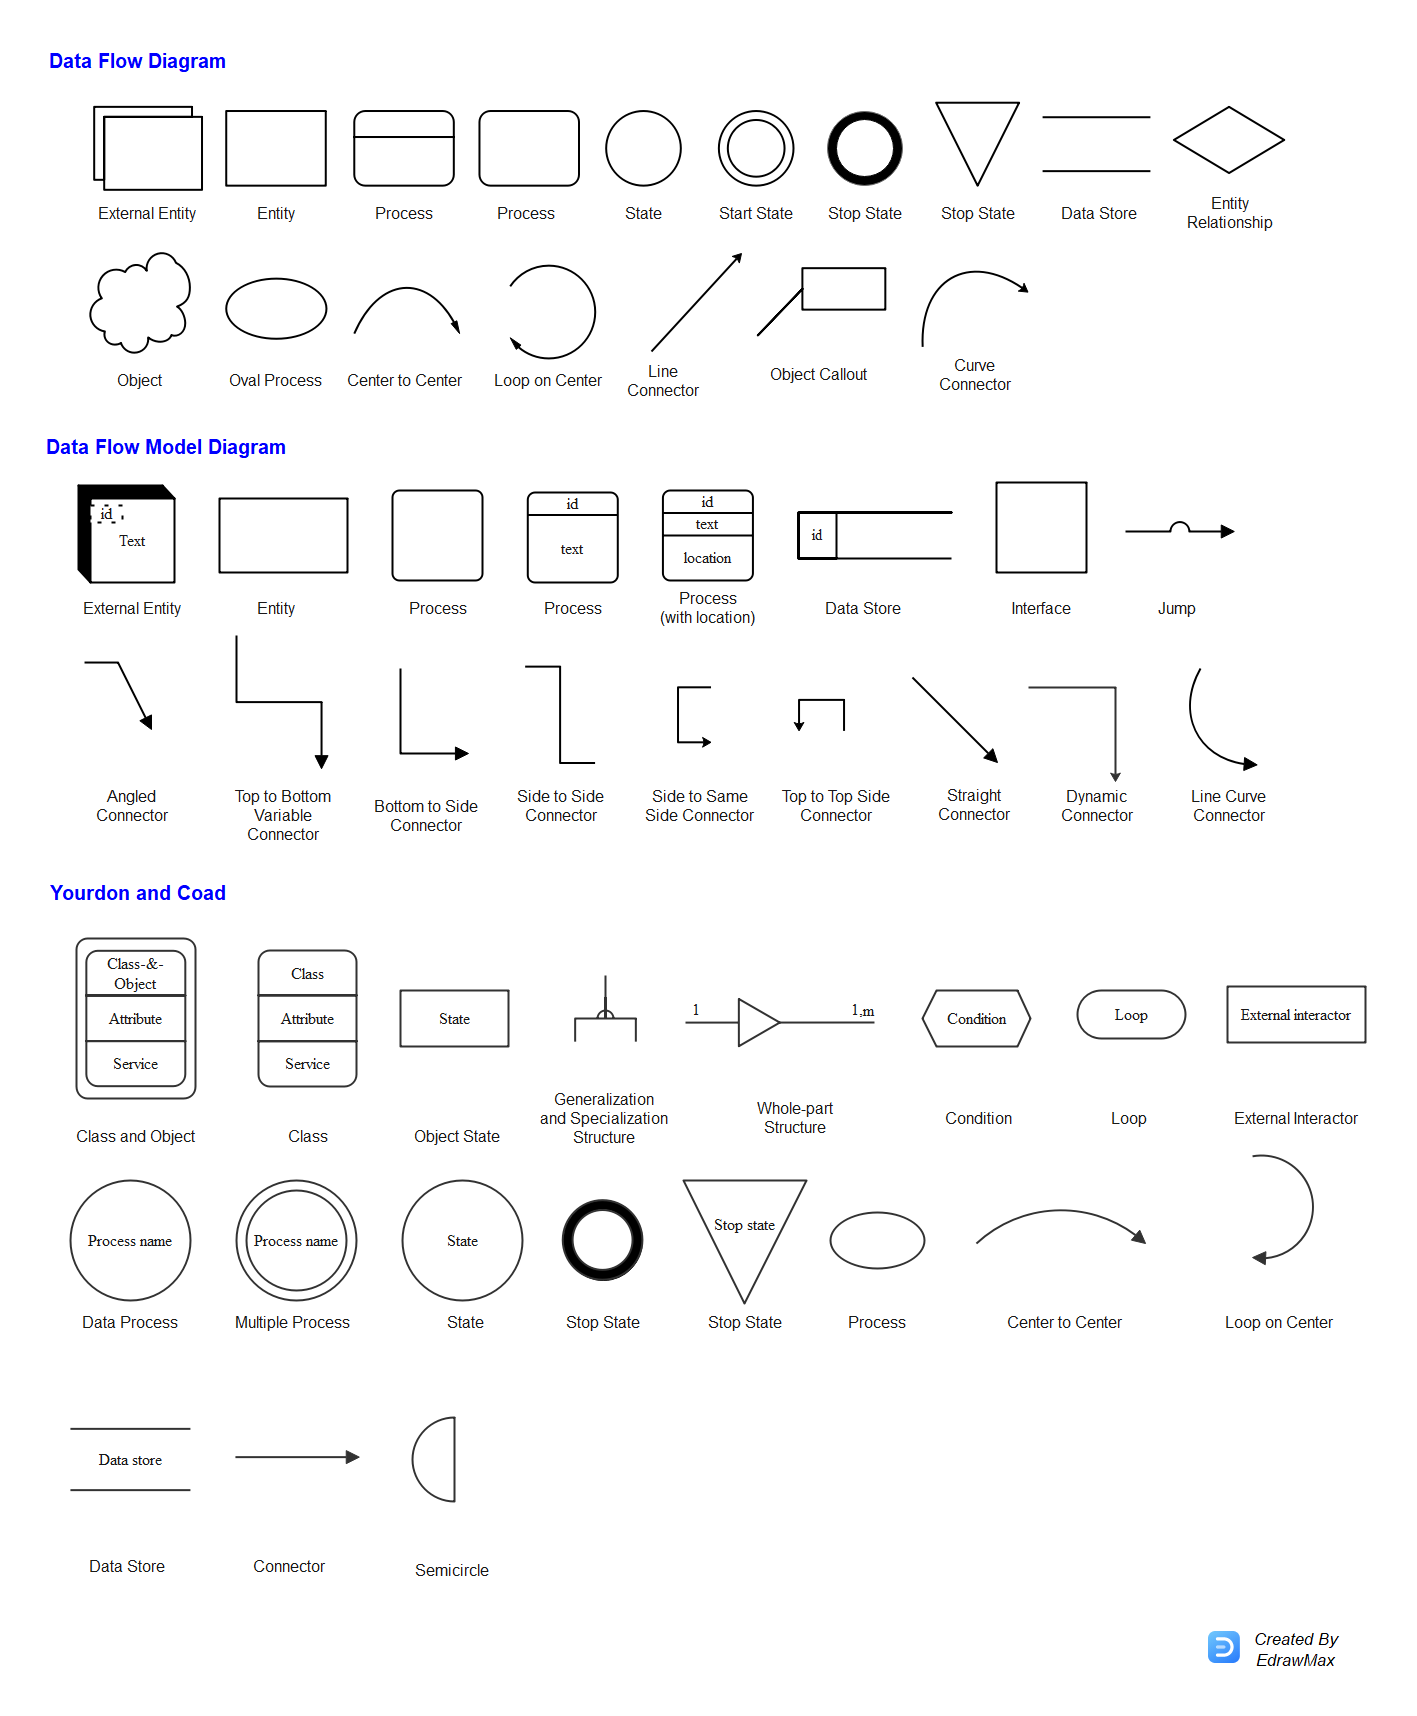 Data Flow Diagram
External Entity
Entity
Process
Process
State
Start State
Stop State
Stop State
Data Store
Entity
Relationship
Object
Oval Process
Center to Center
Loop on Center
Line
Connector
Object Callout
Curve
Connector
Data Flow Model Diagram
id
Text
id
text
id
text
location
id
External Entity
Entity
Process
Process
Process
(with location)
Data Store
Interface
Jump
Angled
Connector
Top to Bottom
Variable
Connector
Bottom to Side
Connector
Side to Side
Connector
Side to Same
Side Connector
Top to Top Side
Connector
Straight
Connector
Dynamic
Connector
Line Curve
Connector
Yourdon and Coad
Class-&-
Object
Attribute
Service
Class
Attribute
Service
State
1
1,m
Condition
Loop
External interactor
Class and Object
Class
Object State
Generalization
and Specialization
Structure
Whole-part
Structure
Condition
Loop
External Interactor
Process name
Process name
State
Stop state
Data Process
Multiple Process
State
Stop State
Stop State
Process
Center to Center
Loop on Center
Data store
Data Store
Connector
Semicircle
Created By
EdrawMax